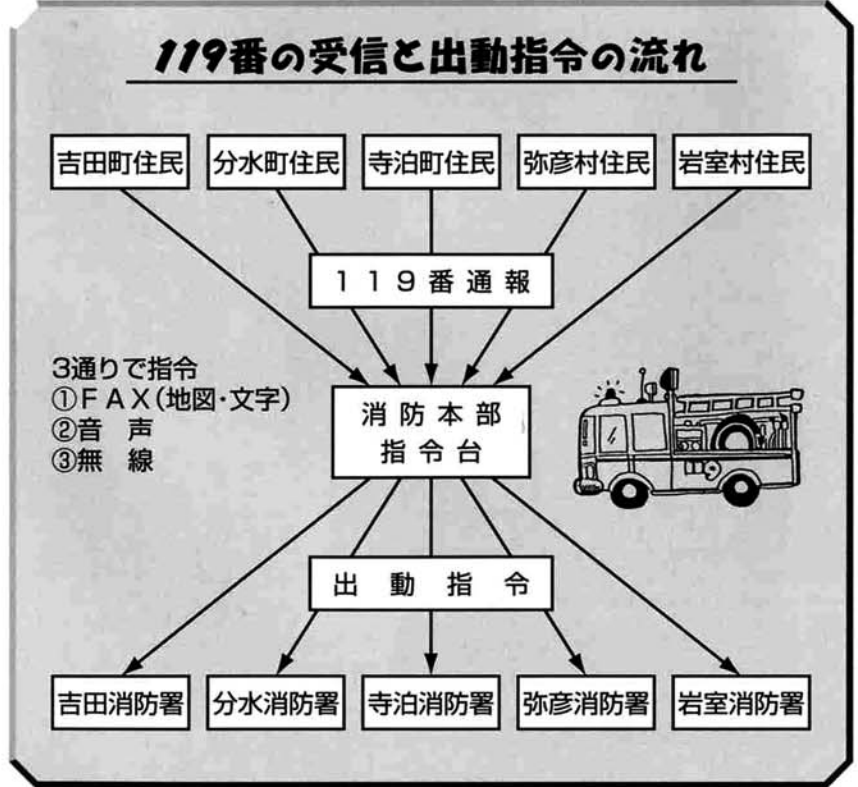 119番の受信と出動指令の流れ
吉田町住民
分水町住民
寺泊町住民
弥彦村住民
岩室村住民
119番通報
3通りで指令
①FAX(地図・文字)
②音　声
③無　線
消防本部
指令台
119
出　動　指　令
吉田消防署
分水消防署
寺泊消防署
弥彦消防署
岩室消防署